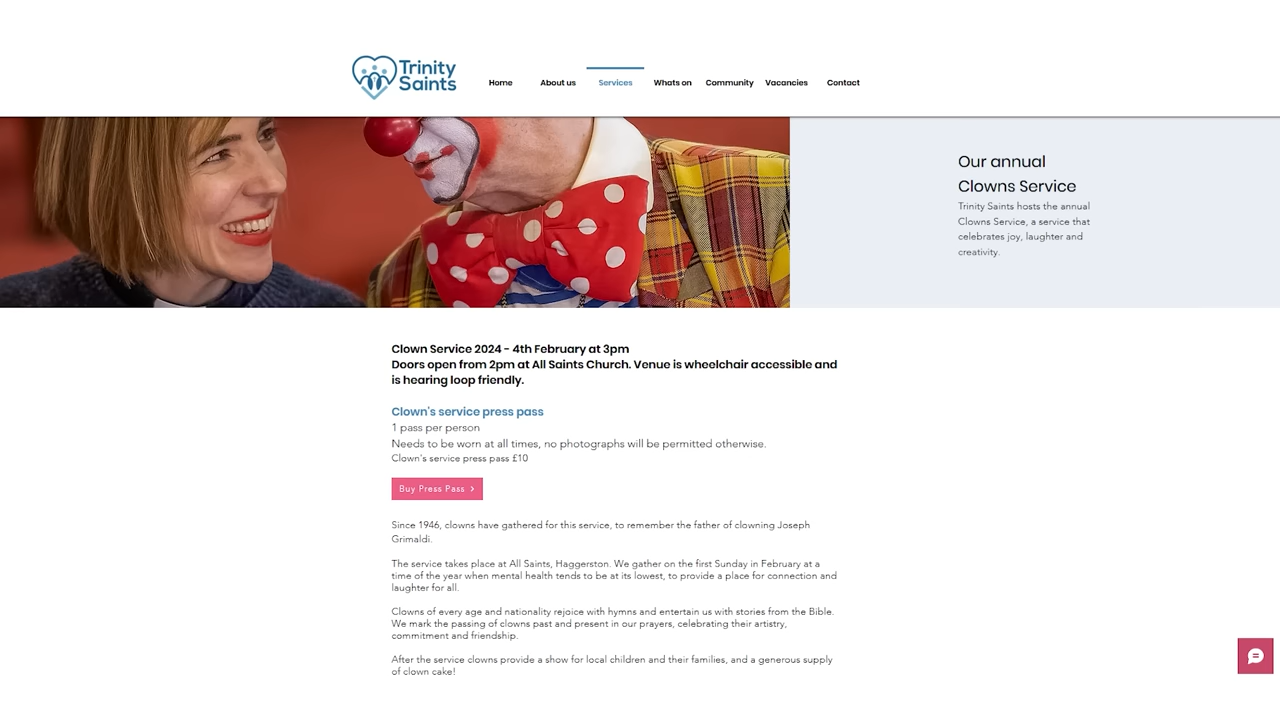 Trinity
Saints
Home About us Services Whats on Community Vacancies Contact
Our annual
Clowns Service
Trinity Saints hosts the annual
Clowns Service, a service that
celebrates joy, laughter and
creativity.
Clown Service 2024 - 4th February at 3pm
Doors open from 2pm at All Saints Church. Venue is wheelchair accessible and
is hearing loop friendly.
Clown's service press pass
1 pass per person
Needs to be worn at all times, no photographs will be permitted otherwise.
Clown's service press pass £10
Buy Press Pass >
Since 1946, clowns have gathered for this service, to remember the father of clowning Joseph
Grimaldi.
The service takes place at All Saints, Haggerston. We gather on the first Sunday in February at a
time of the year when mental health tends to be at its lowest, to provide a place for connection and
laughter for all.
Clowns of every age and nationality rejoice with hymns and entertain us with stories from the Bible.
We mark the passing of clowns past and present in our prayers, celebrating their artistry,
commitment and friendship.
After the service clowns provide a show for local children and their families, and a generous supply
of clown cake!